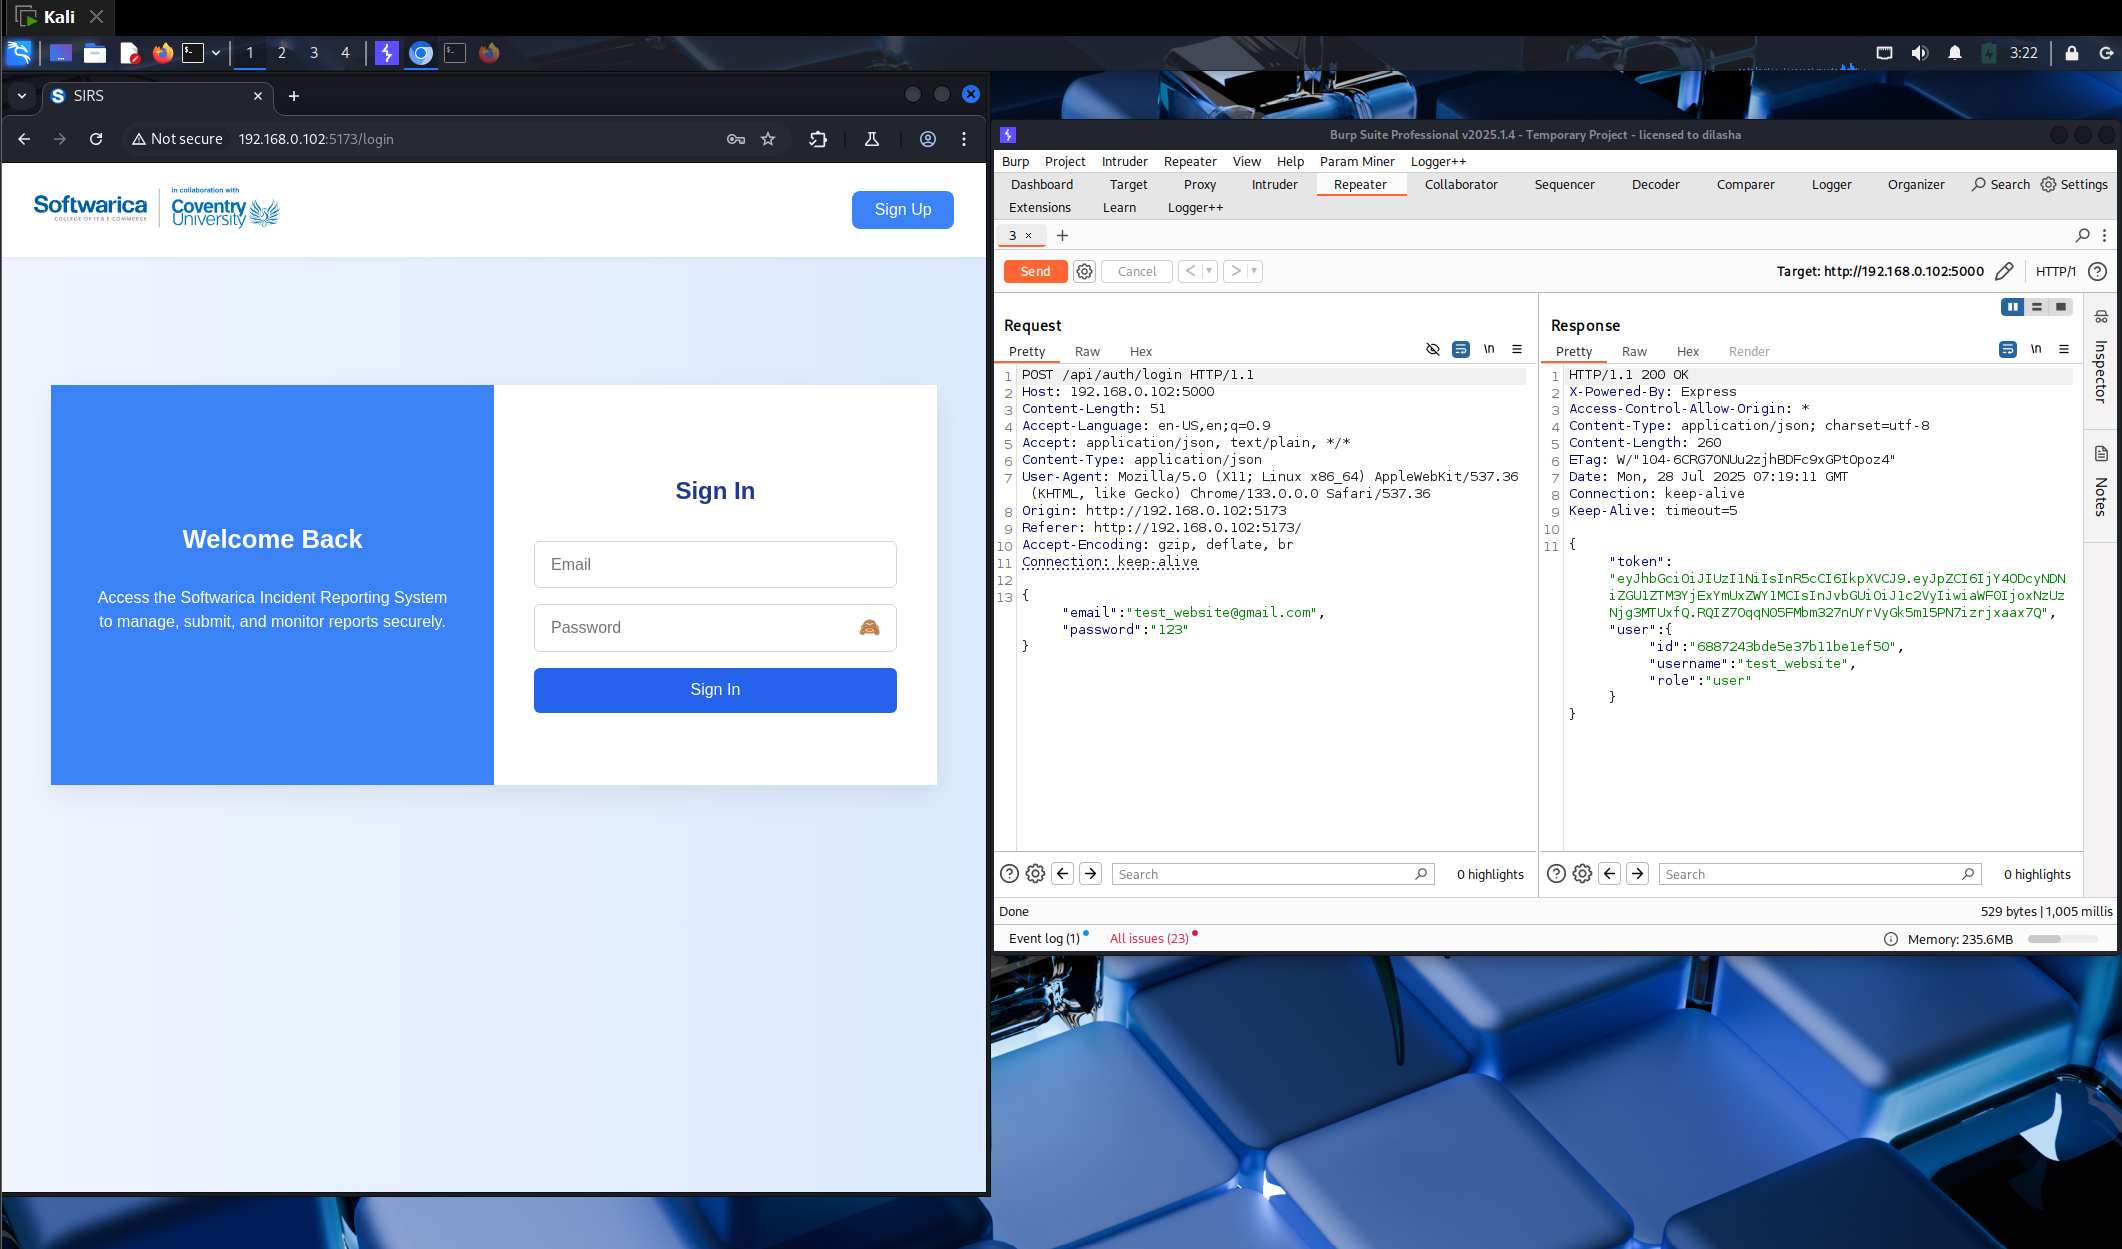 Kali
1 2 3 4
3:22
SIRS
Not secure 192.168.0.102:5173/login
Softwarica
COLLEGE OF IT & E-COMMERCE
in collaboration with
Coventry
University
Sign Up
Welcome Back
Access the Softwarica Incident Reporting System
to manage, submit, and monitor reports securely.
Sign In
Email
Password
Sign In
Burp Suite Professional v2025.1.4 - Temporary Project - licensed to dilasha
Burp Project Intruder Repeater View Help Param Miner Logger++
Dashboard Target Proxy Intruder Repeater Collaborator Sequencer Decoder Comparer Logger Organizer Search Settings
Extensions Learn Logger++
3 × +
Send Cancel < >
Target: http://192.168.0.102:5000 HTTP/1
Request
Pretty Raw Hex \n
1 POST /api/auth/login HTTP/1.1
2 Host: 192.168.0.102:5000
3 Content-Length: 51
4 Accept-Language: en-US,en;q=0.9
5 Accept: application/json, text/plain, */*
6 Content-Type: application/json
7 User-Agent: Mozilla/5.0 (X11; Linux x86_64) AppleWebKit/537.36
(KHTML, like Gecko) Chrome/133.0.0.0 Safari/537.36
8 Origin: http://192.168.0.102:5173
9 Referer: http://192.168.0.102:5173/
10 Accept-Encoding: gzip, deflate, br
11 Connection: keep-alive
12
13 {
"email":"test_website@gmail.com",
"password":"123"
}
Search 0 highlights
Response
Pretty Raw Hex Render \n
1 HTTP/1.1 200 OK
2 X-Powered-By: Express
3 Access-Control-Allow-Origin: *
4 Content-Type: application/json; charset=utf-8
5 Content-Length: 260
6 ETag: W/"104-6CRG7ONUu2zjhBDFc9xGPtOpoz4"
7 Date: Mon, 28 Jul 2025 07:19:11 GMT
8 Connection: keep-alive
9 Keep-Alive: timeout=5
10
11 {
"token":
"eyJhbGciOiJIUzI1NiIsInR5cCI6IkpXVCJ9.eyJpZCI6IjY4ODcyNDN
iZGU1ZTM3YjExYmUxZWY1MCIsInJvbGUiOiJ1c2VyIiwiaWF0IjoxNzUz
Njg3MTUxfQ.RQIZ7OqqNO5FMbm327nUYrVyGk5m15PN7izrjxaax7Q",
"user":{
"id":"6887243bde5e37b11be1ef50",
"username":"test_website",
"role":"user"
}
}
Search 0 highlights
Inspector
Notes
Done
529 bytes | 1,005 millis
Event log (1) All issues (23)
Memory: 235.6MB